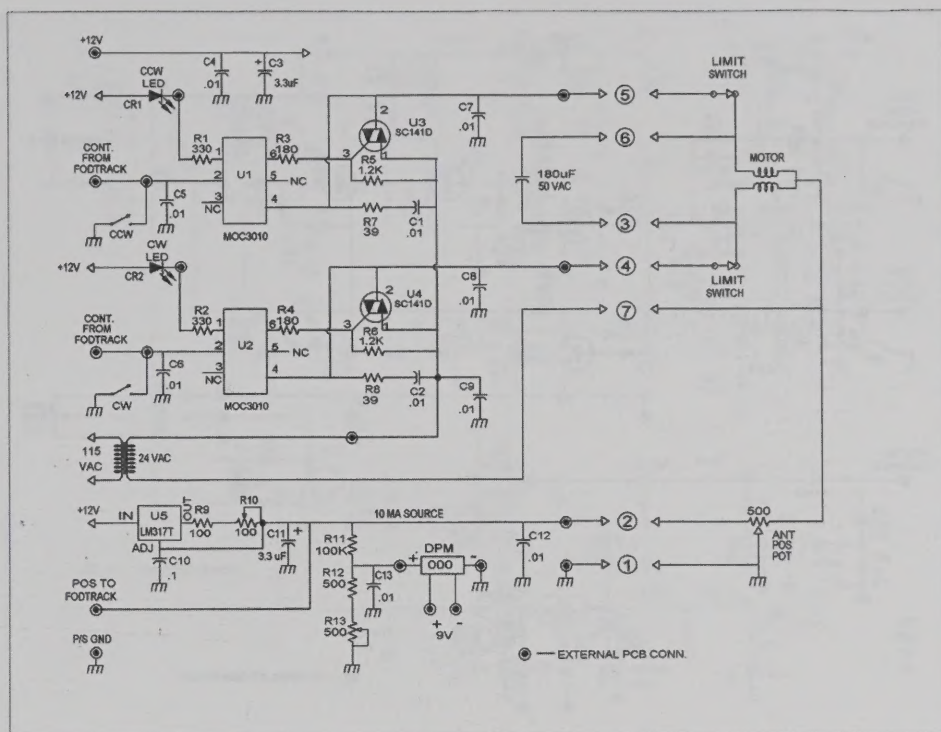 +12V
C4
.01
+
C3
3.3uF
CCW
LED
+12V
CR1
R1
330
1
2
3
NC
U1
MOC3010
6
R3
180
5
NC
4
CONT.
FROM
FODTRACK
C5
.01
CCW
2
U3
SC141D
3
1
R5
1.2K
R7
39
C1
.01
C7
.01
5
6
180uF
50 VAC
3
4
7
LIMIT
SWITCH
MOTOR
LIMIT
SWITCH
CW
LED
+12V
CR2
R2
330
1
2
3
NC
U2
MOC3010
6
R4
180
5
NC
4
CONT.
FROM
FODTRACK
C6
.01
CW
2
U4
SC141D
3
1
R6
1.2K
R8
39
C2
.01
C8
.01
C9
.01
115
VAC
24 VAC
+12V
IN
U5
LM317T
OUT
ADJ
R9
100
R10
100
C10
.1
C11
+
3.3 uF
10 MA SOURCE
R11
100K
R12
500
R13
500
C13
.01
DPM
+
000
-
+
-
9V
C12
.01
2
1
500
ANT
POS
POT
POS TO
FODTRACK
P/S GND
EXTERNAL PCB CONN.